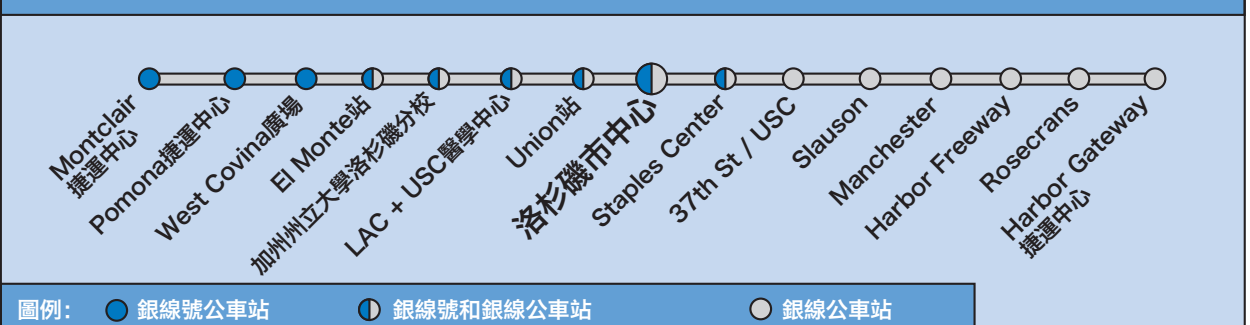 Montclair
捷運中心
Pomona捷運中心
West Covina廣場
El Monte站
加州州立大學洛杉磯分校
LAC + USC醫學中心
Union站
洛杉磯市中心
Staples Center
37th St / USC
Slauson
Manchester
Harbor Freeway
Rosecrans
Harbor Gateway
捷運中心
圖例：
銀線號公車站
銀線號和銀線公車站
銀線公車站